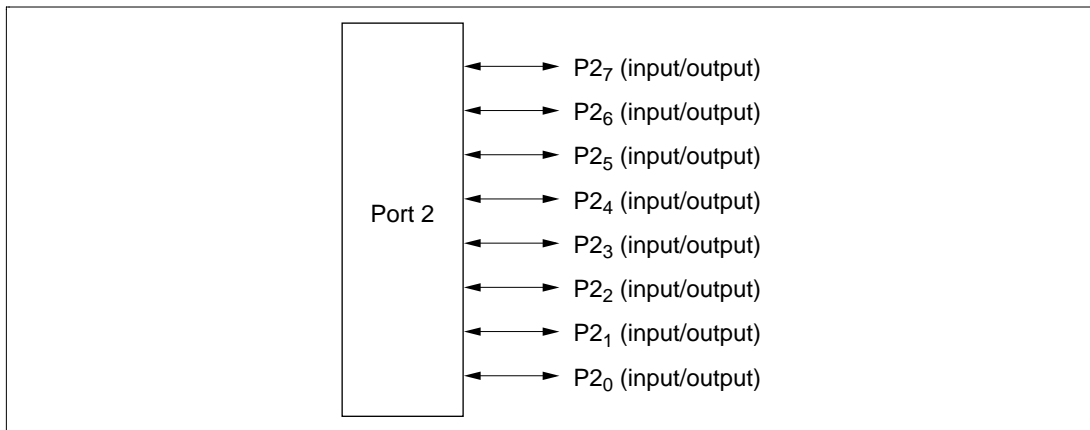 Port 2
P2₇ (input/output)
P2₆ (input/output)
P2₅ (input/output)
P2₄ (input/output)
P2₃ (input/output)
P2₂ (input/output)
P2₁ (input/output)
P2₀ (input/output)